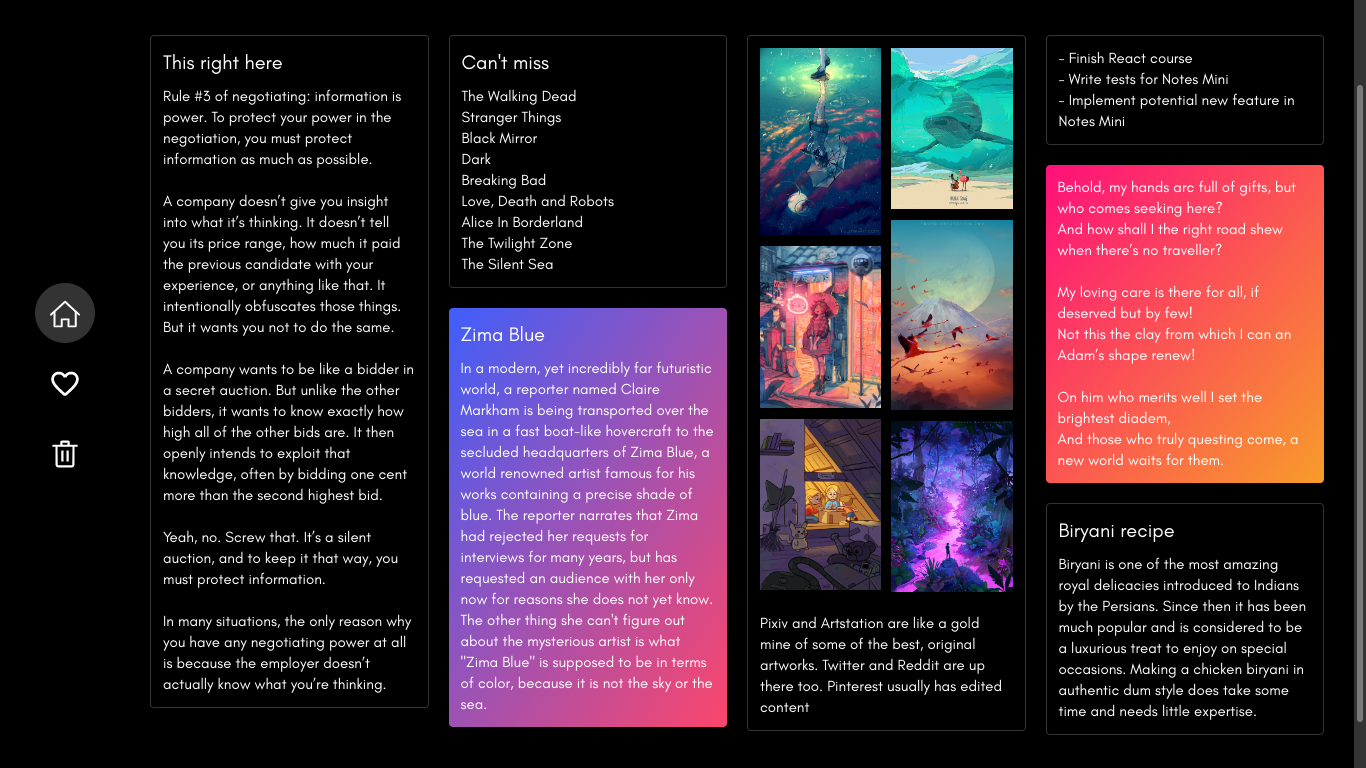 This right here
Rule #3 of negotiating: information is
power. To protect your power in the
negotiation, you must protect
information as much as possible.
A company doesn't give you insight
into what it's thinking. It doesn't tell
you its price range, how much it paid
the previous candidate with your
experience, or anything like that. It
intentionally obfuscates those things.
But it wants you not to do the same.
A company wants to be like a bidder in
a secret auction. But unlike the other
bidders, it wants to know exactly how
high all of the other bids are. It then
openly intends to exploit that
knowledge, often by bidding one cent
more than the second highest bid.
Yeah, no. Screw that. It's a silent
auction, and to keep it that way, you
must protect information.
In many situations, the only reason why
you have any negotiating power at all
is because the employer doesn't
actually know what you're thinking.
Can't miss
The Walking Dead
Stranger Things
Black Mirror
Dark
Breaking Bad
Love, Death and Robots
Alice In Borderland
The Twilight Zone
The Silent Sea
Zima Blue
In a modern, yet incredibly far futuristic
world, a reporter named Claire
Markham is being transported over the
sea in a fast boat-like hovercraft to the
secluded headquarters of Zima Blue, a
world renowned artist famous for his
works containing a precise shade of
blue. The reporter narrates that Zima
had rejected her requests for
interviews for many years, but has
requested an audience with her only
now for reasons she does not yet know.
The other thing she can't figure out
about the mysterious artist is what
"Zima Blue" is supposed to be in terms
of color, because it is not the sky or the
sea.
Pixiv and Artstation are like a gold
mine of some of the best, original
artworks. Twitter and Reddit are up
there too. Pinterest usually has edited
content
- Finish React course
- Write tests for Notes Mini
- Implement potential new feature in
Notes Mini
Behold, my hands arc full of gifts, but
who comes seeking here?
And how shall I the right road shew
when there's no traveller?
My loving care is there for all, if
deserved but by few!
Not this the clay from which I can an
Adam's shape renew!
On him who merits well I set the
brightest diadem,
And those who truly questing come, a
new world waits for them.
Biryani recipe
Biryani is one of the most amazing
royal delicacies introduced to Indians
by the Persians. Since then it has been
much popular and is considered to be
a luxurious treat to enjoy on special
occasions. Making a chicken biryani in
authentic dum style does take some
time and needs little expertise.